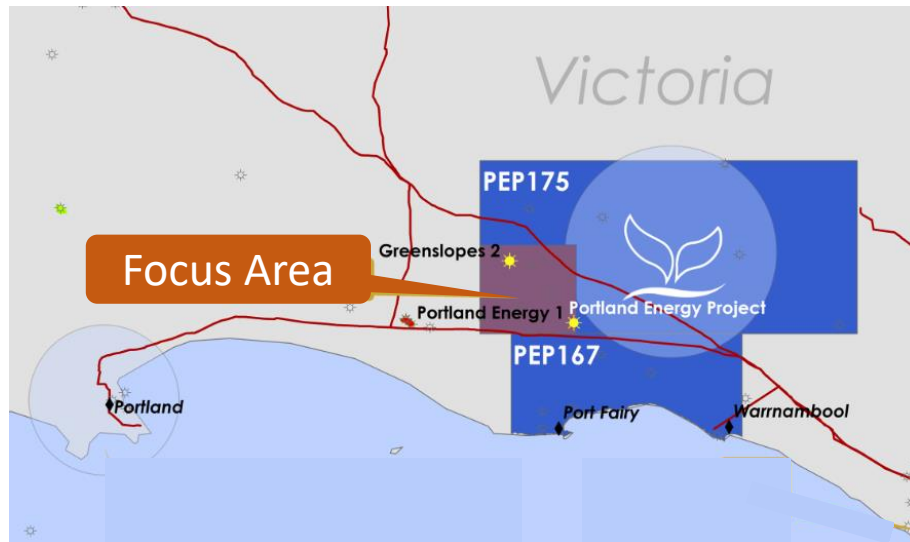 Victoria
PEP175
Greenslopes 2
Focus Area
Portland Energy 1
Portland Energy Project
PEP167
Portland
Port Fairy
Warrnambool